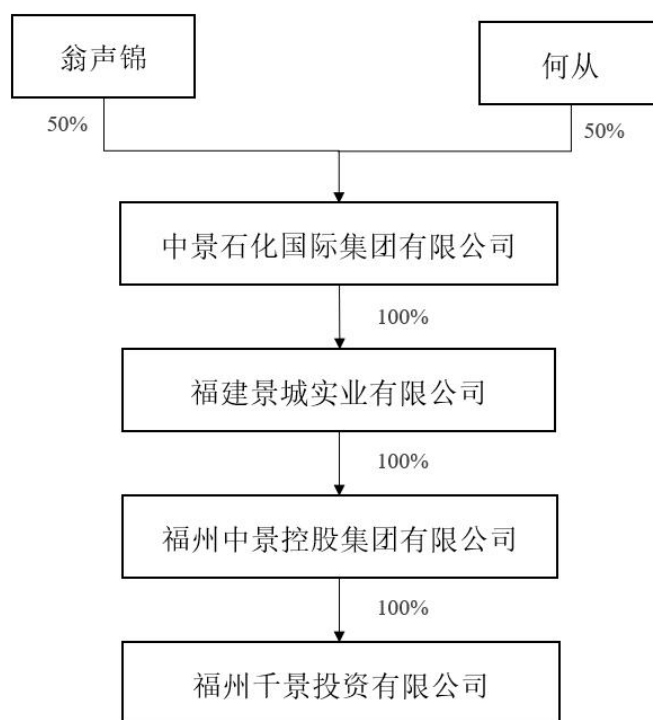 翁声锦
何从
50%
50%
中景石化国际集团有限公司
100%
福建景城实业有限公司
100%
福州中景控股集团有限公司
100%
福州千景投资有限公司